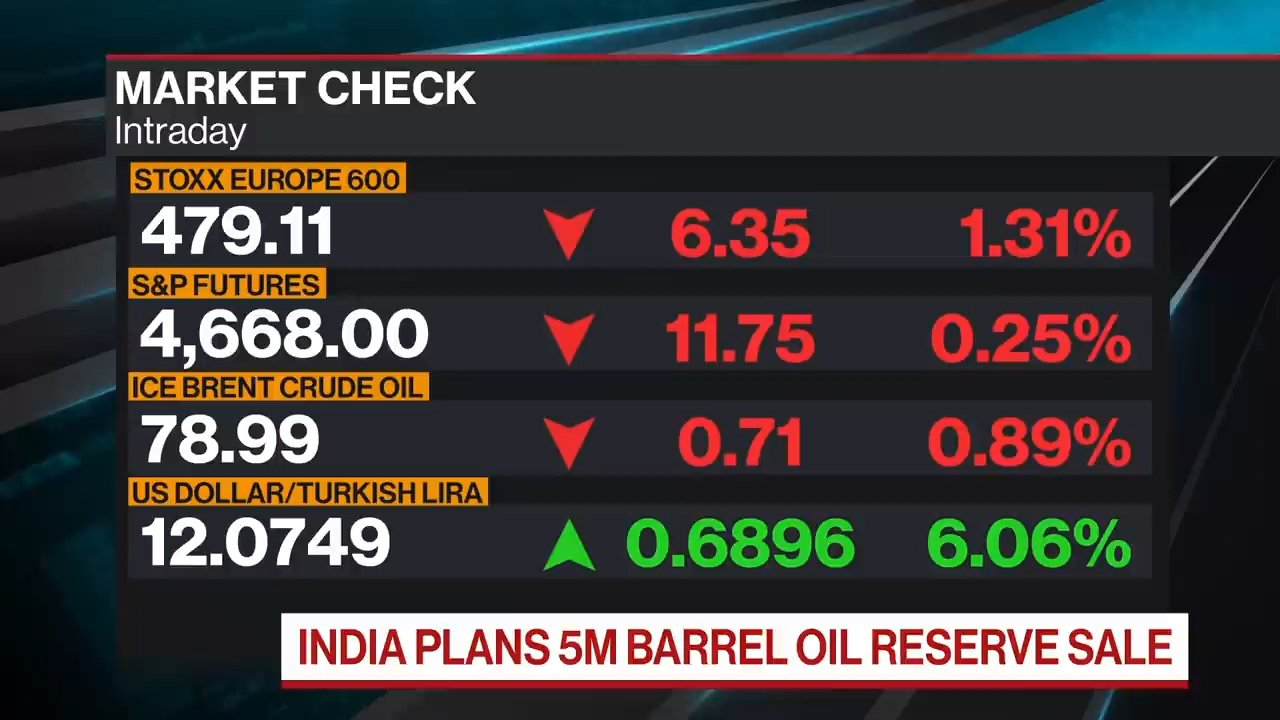 MARKET CHECK
Intraday
STOXX EUROPE 600
479.11 6.35 1.31%
S&P FUTURES
4,668.00 11.75 0.25%
ICE BRENT CRUDE OIL
78.99 0.71 0.89%
US DOLLAR/TURKISH LIRA
12.0749 0.6896 6.06%
INDIA PLANS 5M BARREL OIL RESERVE SALE